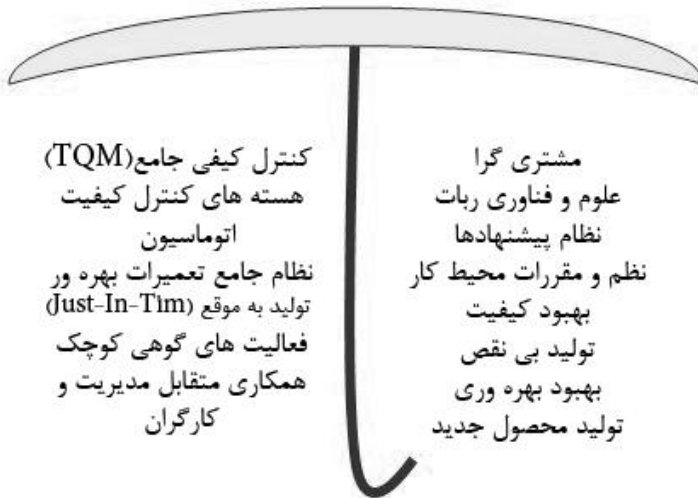 مشتری گرا
علوم و فناوری ربات
نظام پیشنهادها
نظم و مقررات محیط کار
بهبود کیفیت
تولید بی نقص
بهبود بهره وری
تولید محصول جدید
کنترل کیفی جامع(TQM)
هسته های کنترل کیفیت
اتوماسیون
نظام جامع تعمیرات بهره ور
تولید به موقع (Just-In-Tim)
فعالیت های گوهی کوچک
همکاری متقابل مدیریت و
کارگران